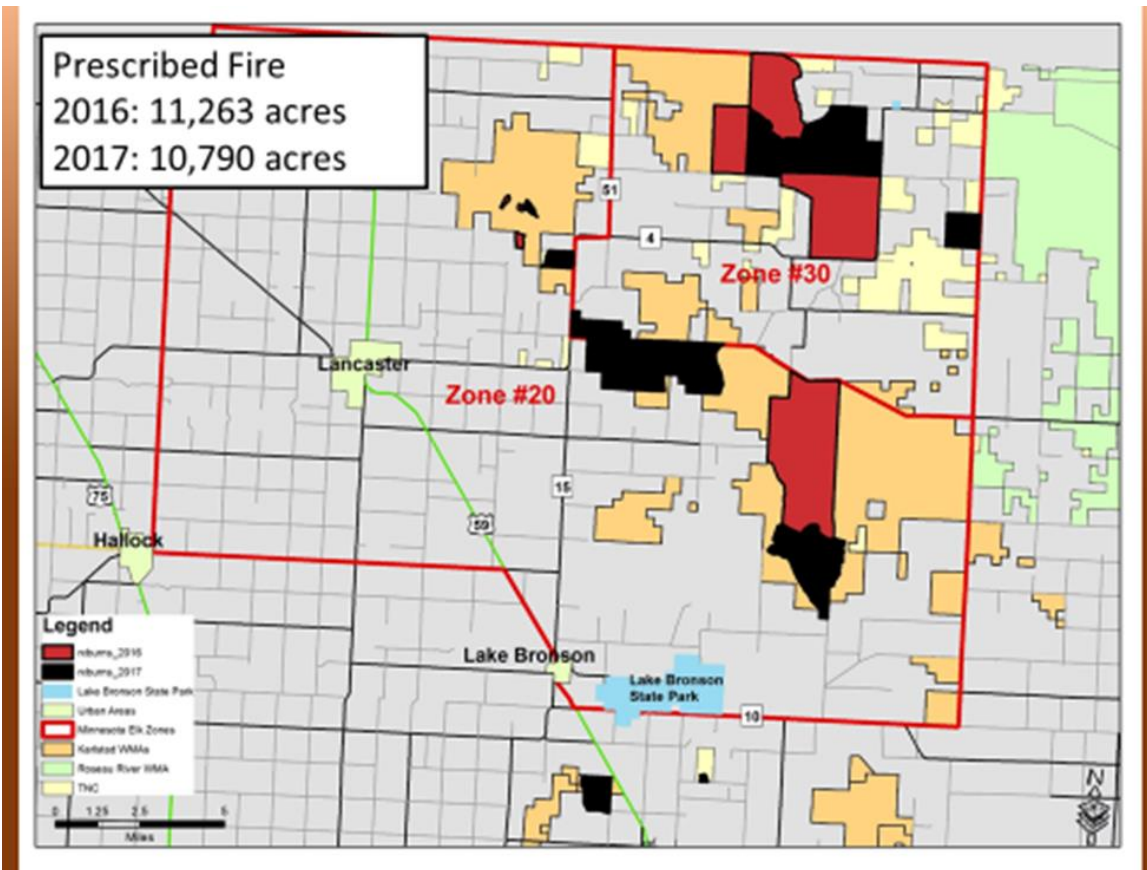 Prescribed Fire
2016: 11,263 acres
2017: 10,790 acres
51
4
Zone #30
Lancaster
Zone #20
15
75
59
Hallock
Legend
rxburns_2016
rxburns_2017
Lake Bronson State Park
Urban Areas
Minnesota Elk Zones
Karlstad WMAs
Roseau River WMA
TNC
0 1.25 2.5 5
Miles
Lake Bronson
Lake Bronson
State Park
10
N